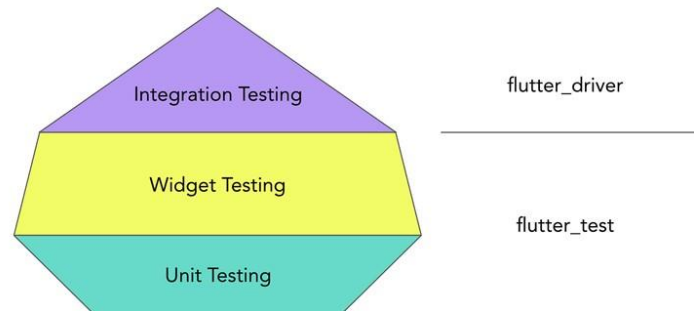 Integration Testing
flutter_driver
Widget Testing
flutter_test
Unit Testing